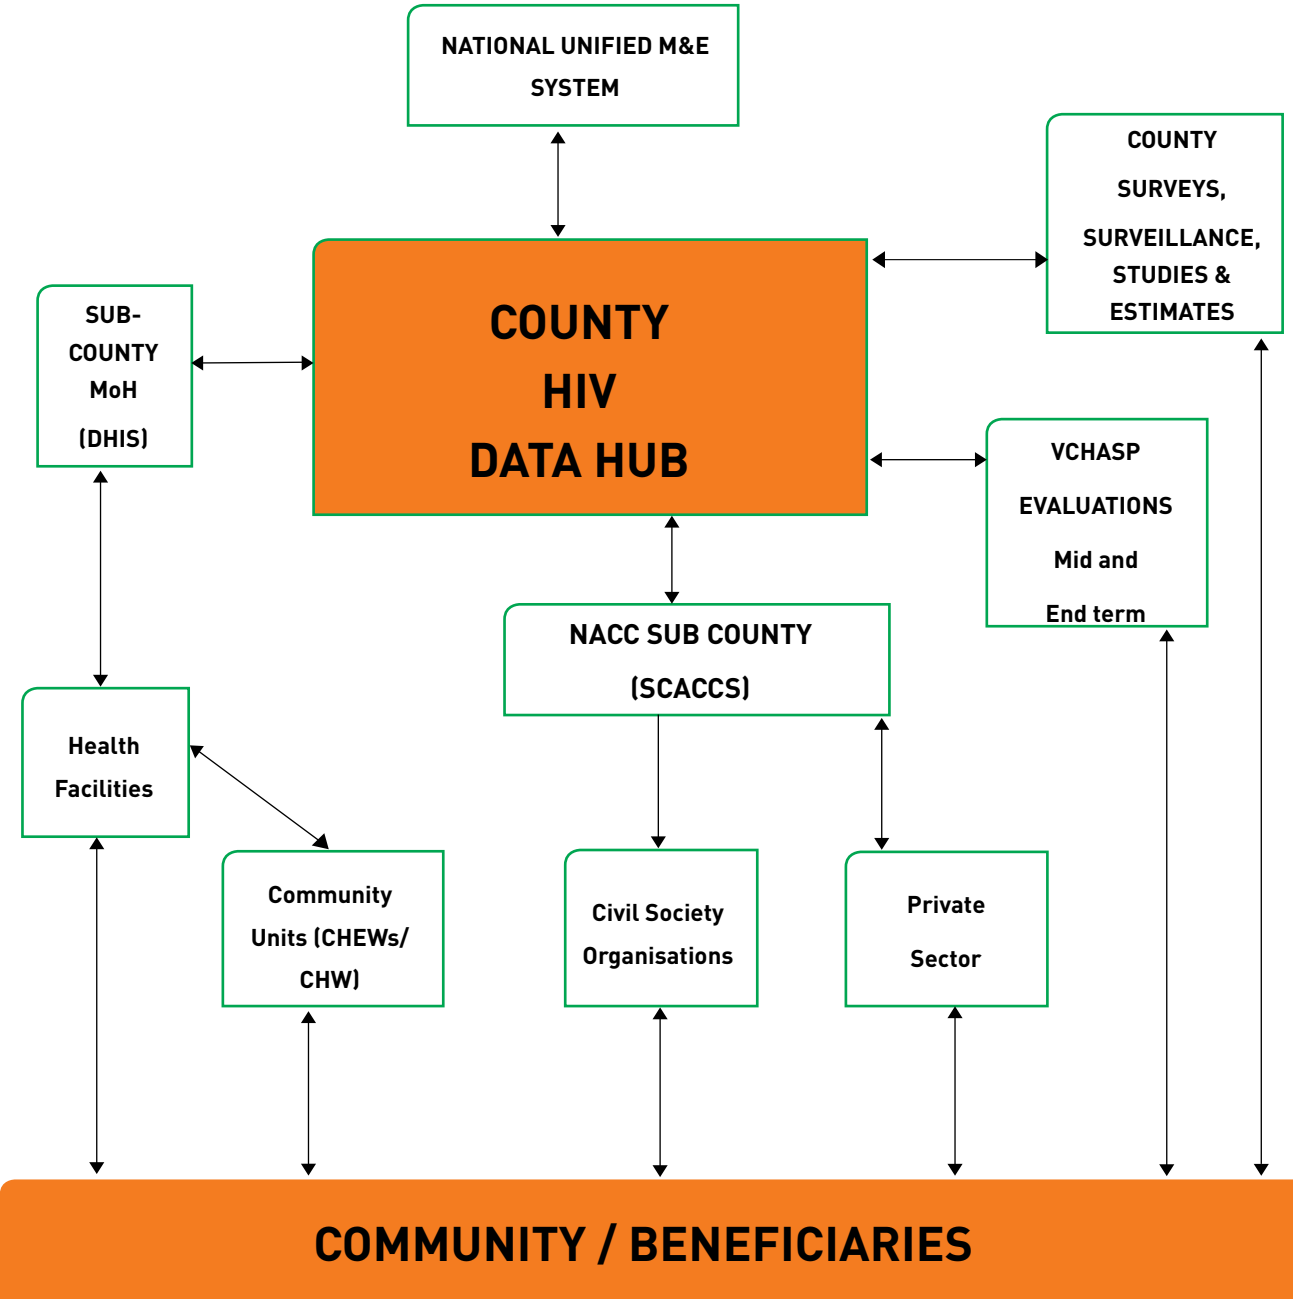 NATIONAL UNIFIED M&E
SYSTEM
COUNTY
SURVEYS,
SURVEILLANCE,
STUDIES &
ESTIMATES
COUNTY
HIV
DATA HUB
SUB-
COUNTY
MoH
(DHIS)
VCHASP
EVALUATIONS
Mid and
End term
NACC SUB COUNTY
(SCACCS)
Health
Facilities
Community
Units (CHEWs/
CHW)
Civil Society
Organisations
Private
Sector
COMMUNITY / BENEFICIARIES